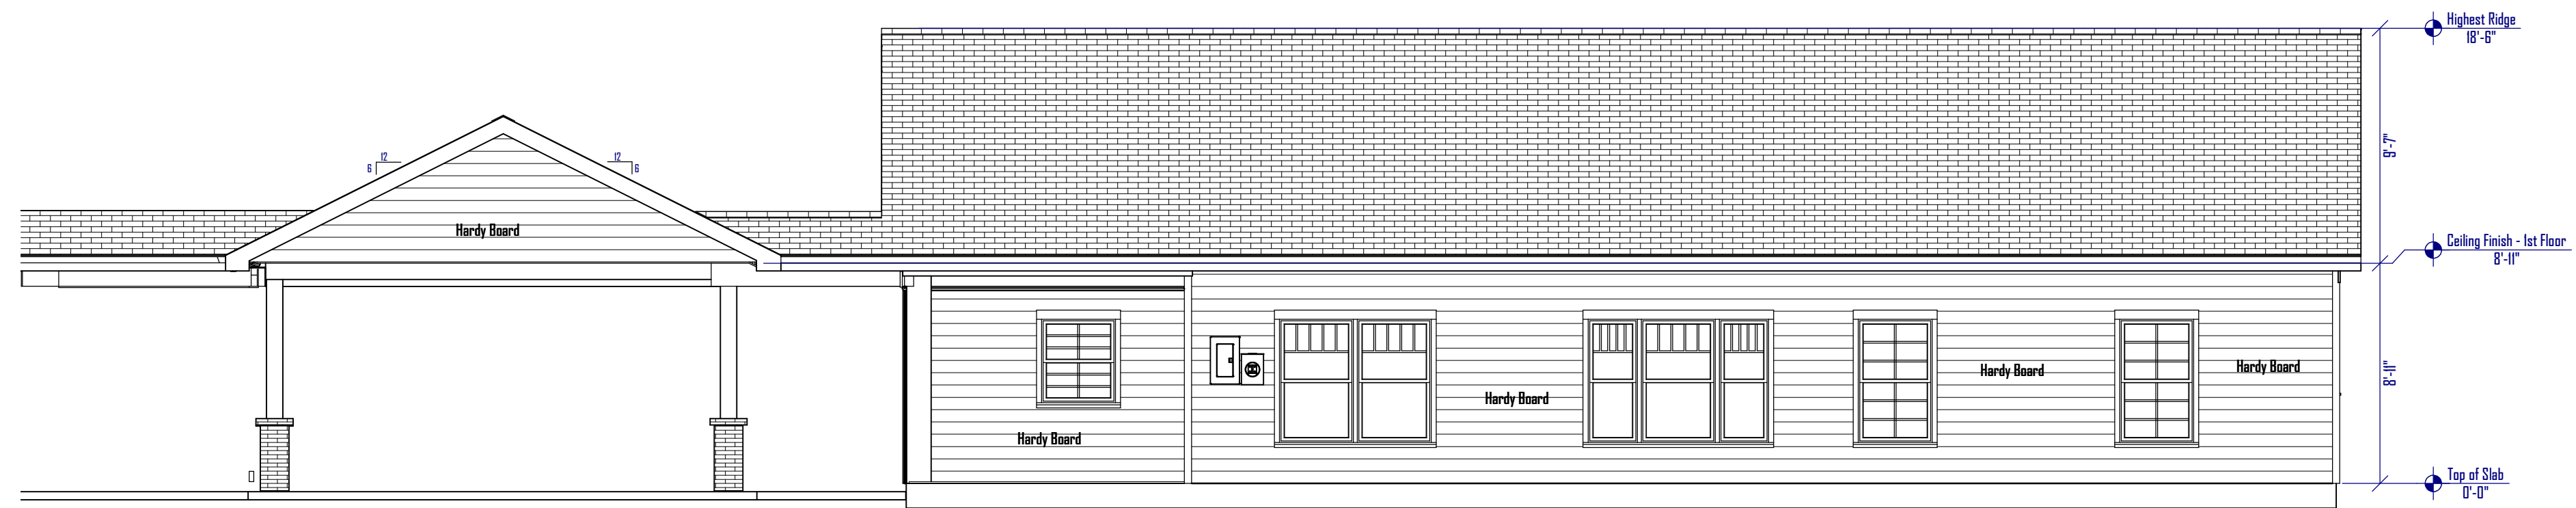 Highest Ridge
18'-6"
12
6
12
6
9'-7"
Hardy Board
Ceiling Finish - 1st Floor
8'-11"
8'-11"
Hardy Board
Hardy Board
Hardy Board
Hardy Board
Top of Slab
0'-0"